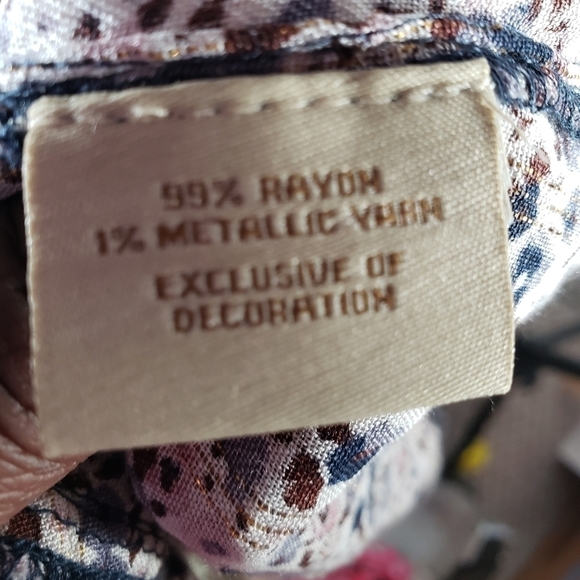 99% RAYON
1% METALLIC YARN
EXCLUSIVE OF
DECORATION